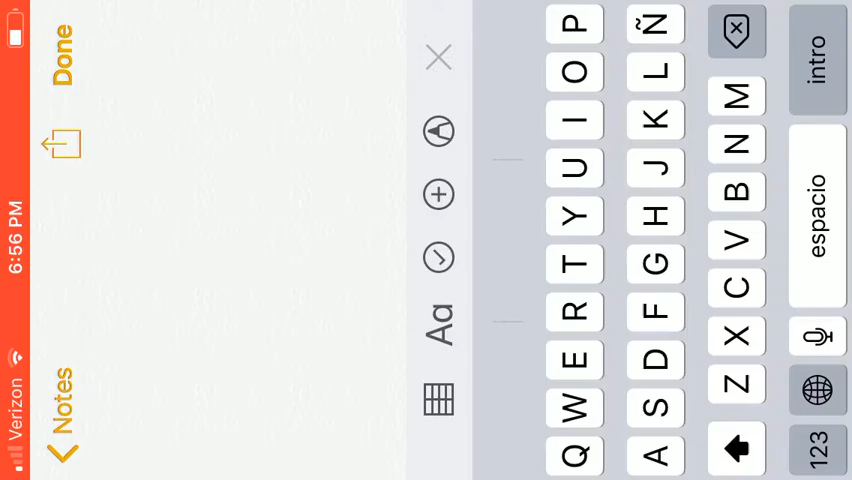 Verizon 6:56 PM
Notes Done
Aa
Q W E R T Y U I O P
A S D F G H J K L Ñ
Z X C V B N M
123 espacio intro